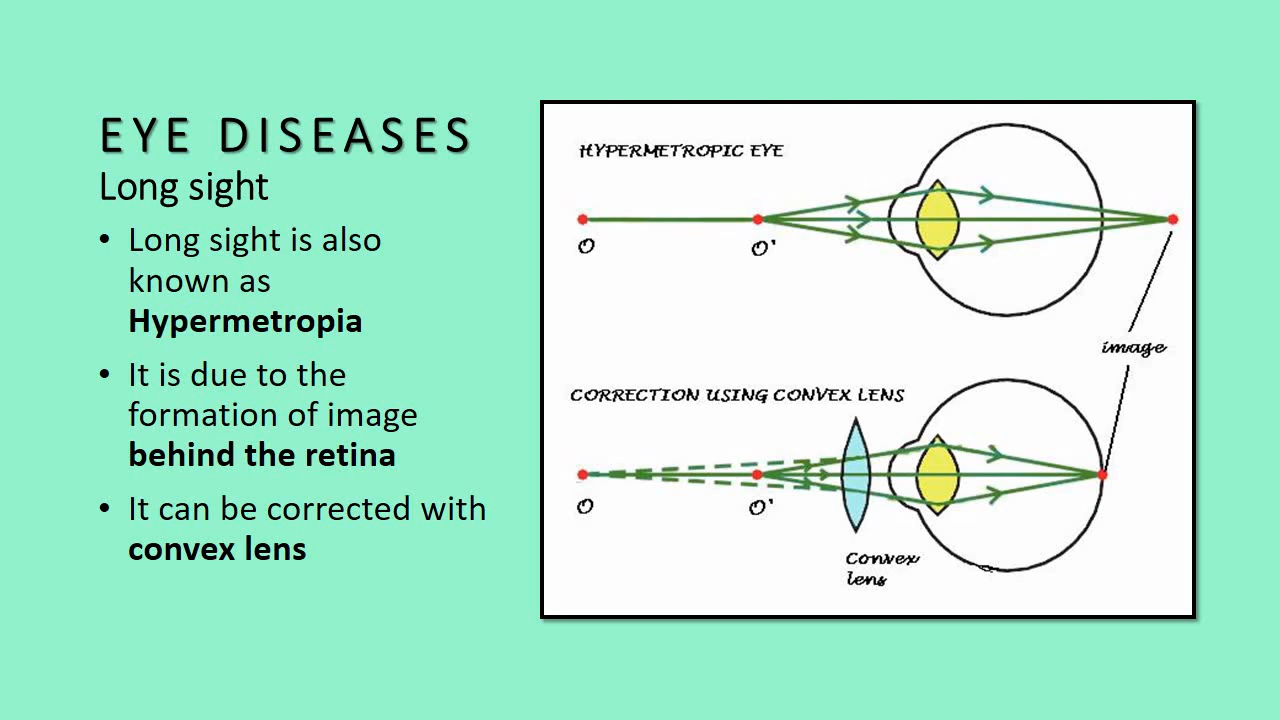 EYE DISEASES
Long sight
• Long sight is also
known as
Hypermetropia
• It is due to the
formation of image
behind the retina
• It can be corrected with
convex lens
HYPERMETROPIC EYE
O
O'
image
CORRECTION USING CONVEX LENS
O
O'
Convex
lens